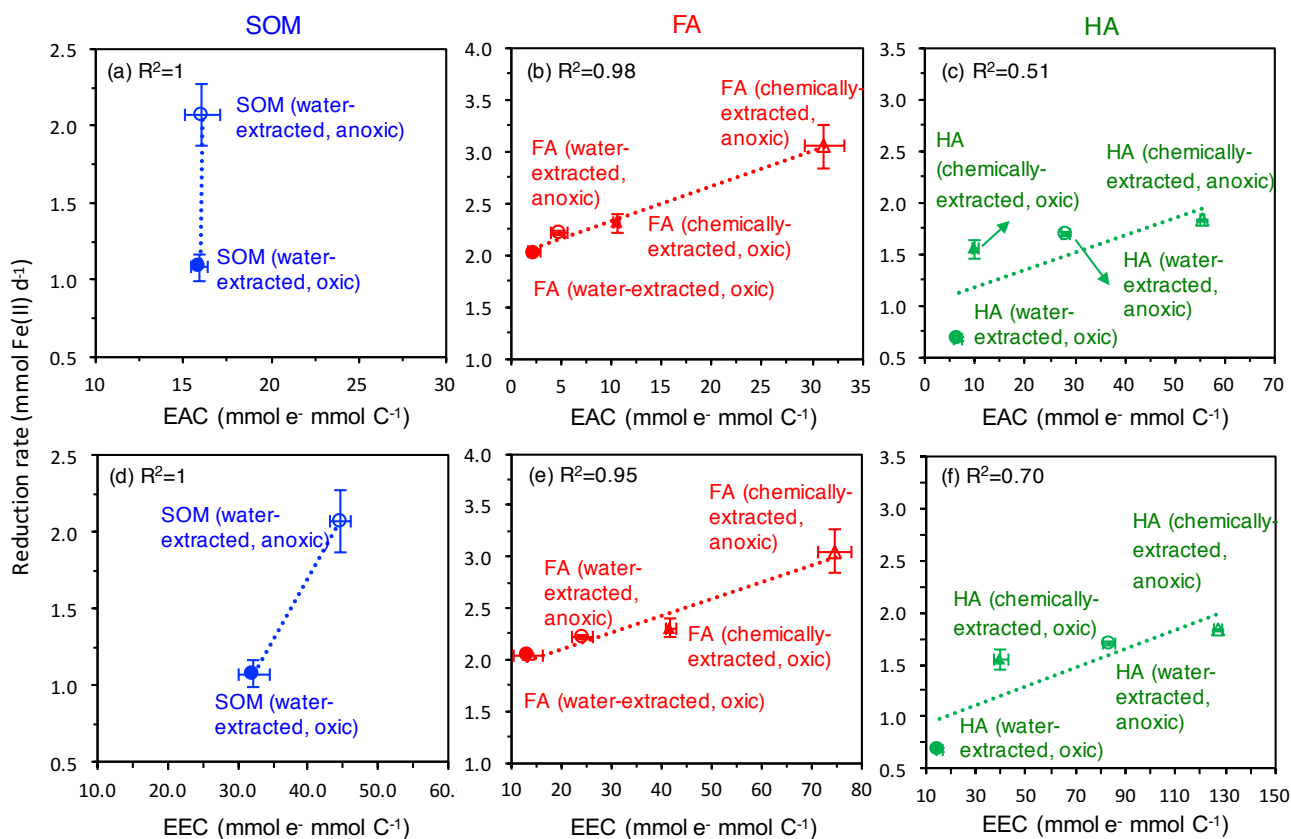 SOM
FA
HA
Reduction rate (mmol Fe(II) d⁻¹)
2.5
2.0
1.5
1.0
0.5
(a) R²=1
SOM (water-
extracted, anoxic)
SOM (water-
extracted, oxic)
10
15
20
25
30
EAC (mmol e⁻ mmol C⁻¹)
4.0
3.5
3.0
2.5
2.0
1.5
1.0
(b) R²=0.98
FA (chemically-
extracted,
anoxic)
FA (water-
extracted,
anoxic)
FA (chemically-
extracted, oxic)
FA (water-extracted, oxic)
0
5
10
15
20
25
30
35
EAC (mmol e⁻ mmol C⁻¹)
3.5
3.0
2.5
2.0
1.5
1.0
0.5
(c) R²=0.51
HA
(chemically-
extracted, oxic)
HA (chemically-
extracted, anoxic)
HA (water-
extracted,
anoxic)
HA (water-
extracted, oxic)
0
10
20
30
40
50
60
70
EAC (mmol e⁻ mmol C⁻¹)
2.5
2.0
1.5
1.0
0.5
(d) R²=1
SOM (water-
extracted, anoxic)
SOM (water-
extracted, oxic)
10.0
20.0
30.0
40.0
50.0
60.0
EEC (mmol e⁻ mmol C⁻¹)
4.0
3.5
3.0
2.5
2.0
1.5
1.0
(e) R²=0.95
FA (chemically-
extracted,
anoxic)
FA (water-
extracted,
anoxic)
FA (chemically-
extracted, oxic)
FA (water-extracted, oxic)
10
20
30
40
50
60
70
80
EEC (mmol e⁻ mmol C⁻¹)
3.5
3.0
2.5
2.0
1.5
1.0
0.5
(f) R²=0.70
HA (chemically-
extracted,
anoxic)
HA (chemically-
extracted, oxic)
HA (water-
extracted,
anoxic)
HA (water-
extracted, oxic)
10
30
50
70
90
110
130
150
EEC (mmol e⁻ mmol C⁻¹)